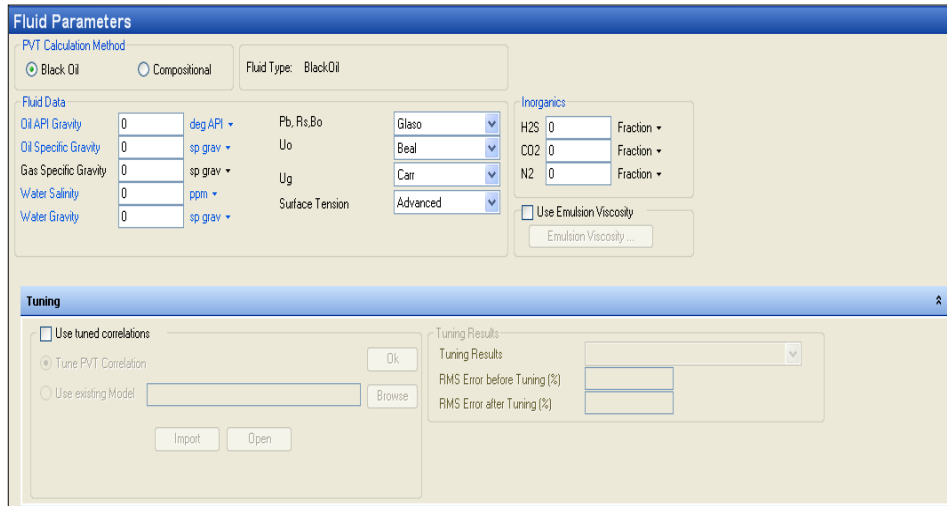 Fluid Parameters
PVT Calculation Method
Black Oil
Compositional
Fluid Type: BlackOil
Fluid Data
Oil API Gravity 0 deg API
Oil Specific Gravity 0 sp grav
Gas Specific Gravity 0 sp grav
Water Salinity 0 ppm
Water Gravity 0 sp grav
Pb, Rs,Bo Glaso
Uo Beal
Ug Carr
Surface Tension Advanced
Inorganics
H2S 0 Fraction
CO2 0 Fraction
N2 0 Fraction
Use Emulsion Viscosity
Emulsion Viscosity ...
Tuning
Use tuned correlations
Tune PVT Correlation
Ok
Use existing Model
Browse
Import
Open
Tuning Results
Tuning Results
RMS Error before Tuning (%)
RMS Error after Tuning (%)